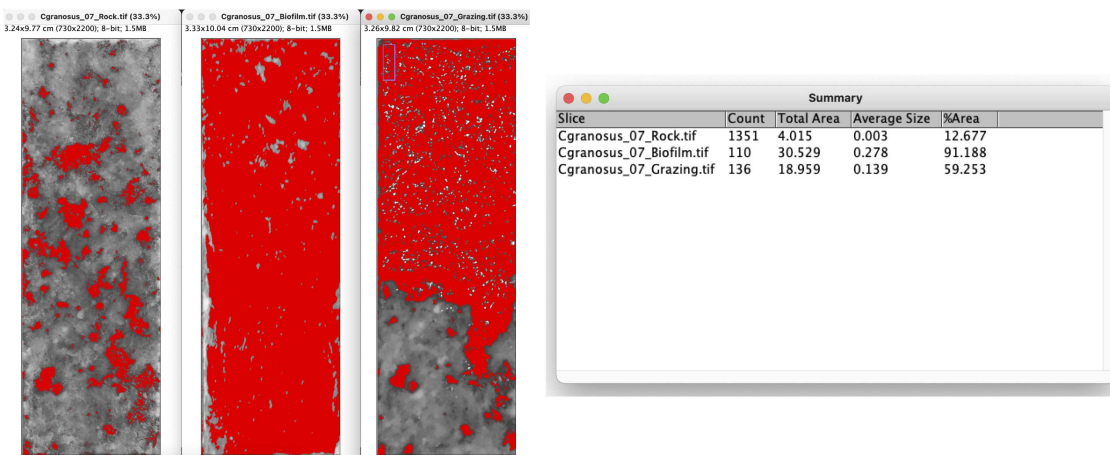 Cgranosus_07_Rock.tif (33.3%)
3.24x9.77 cm (730x2200); 8-bit; 1.5MB
Cgranosus_07_Biofilm.tif (33.3%)
3.33x10.04 cm (730x2200); 8-bit; 1.5MB
Cgranosus_07_Grazing.tif (33.3%)
3.26x9.82 cm (730x2200); 8-bit; 1.5MB
Summary
Slice Count Total Area Average Size %Area
Cgranosus_07_Rock.tif 1351 4.015 0.003 12.677
Cgranosus_07_Biofilm.tif 110 30.529 0.278 91.188
Cgranosus_07_Grazing.tif 136 18.959 0.139 59.253